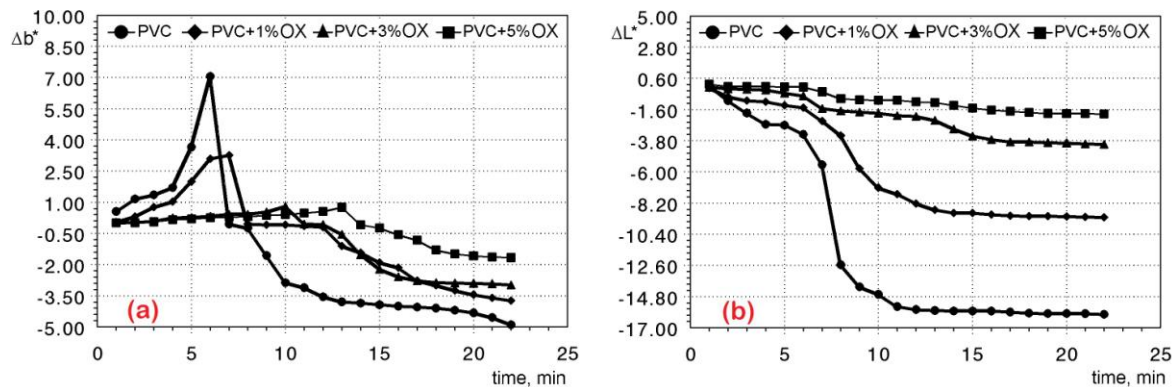 10.00
Δb*
PVC PVC+1%OX PVC+3%OX PVC+5%OX
8.50
7.00
5.50
4.00
2.50
1.00
-0.50
-2.00
-3.50
-5.00
(a)
0 5 10 15 20 25
time, min
5.00
ΔL*
PVC PVC+1%OX PVC+3%OX PVC+5%OX
2.80
0.60
-1.60
-3.80
-6.00
-8.20
-10.40
-12.60
-14.80
-17.00
(b)
0 5 10 15 20 25
time, min